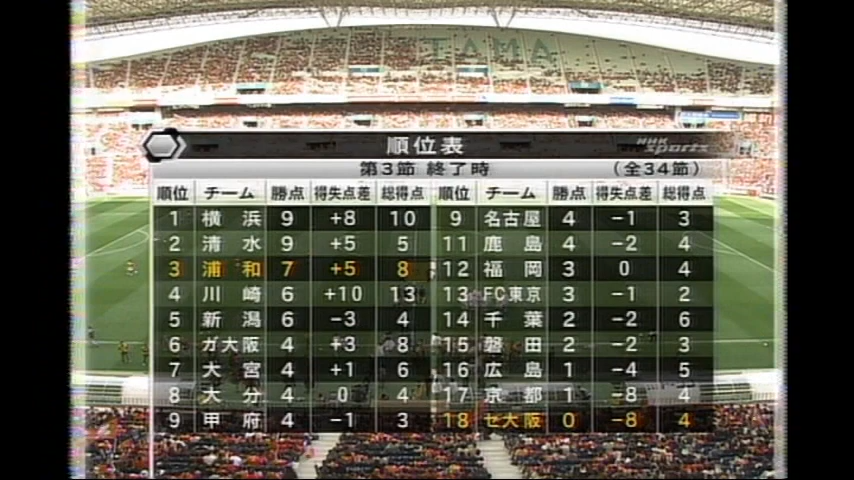 TAMA
順位表
NHK sports
第3節 終了時 (全34節)
順位 チーム 勝点 得失点差 総得点 順位 チーム 勝点 得失点差 総得点
1 横浜 9 +8 10 9 名古屋 4 -1 3
2 清水 9 +5 5 11 鹿島 4 -2 4
3 浦和 7 +5 8 12 福岡 3 0 4
4 川崎 6 +10 13 13 FC東京 3 -1 2
5 新潟 6 -3 4 14 千葉 2 -2 6
6 ガ大阪 4 +3 8 15 磐田 2 -2 3
7 大宮 4 +1 6 16 広島 1 -4 5
8 大分 4 0 4 17 京都 1 -8 4
9 甲府 4 -1 3 18 セ大阪 0 -8 4